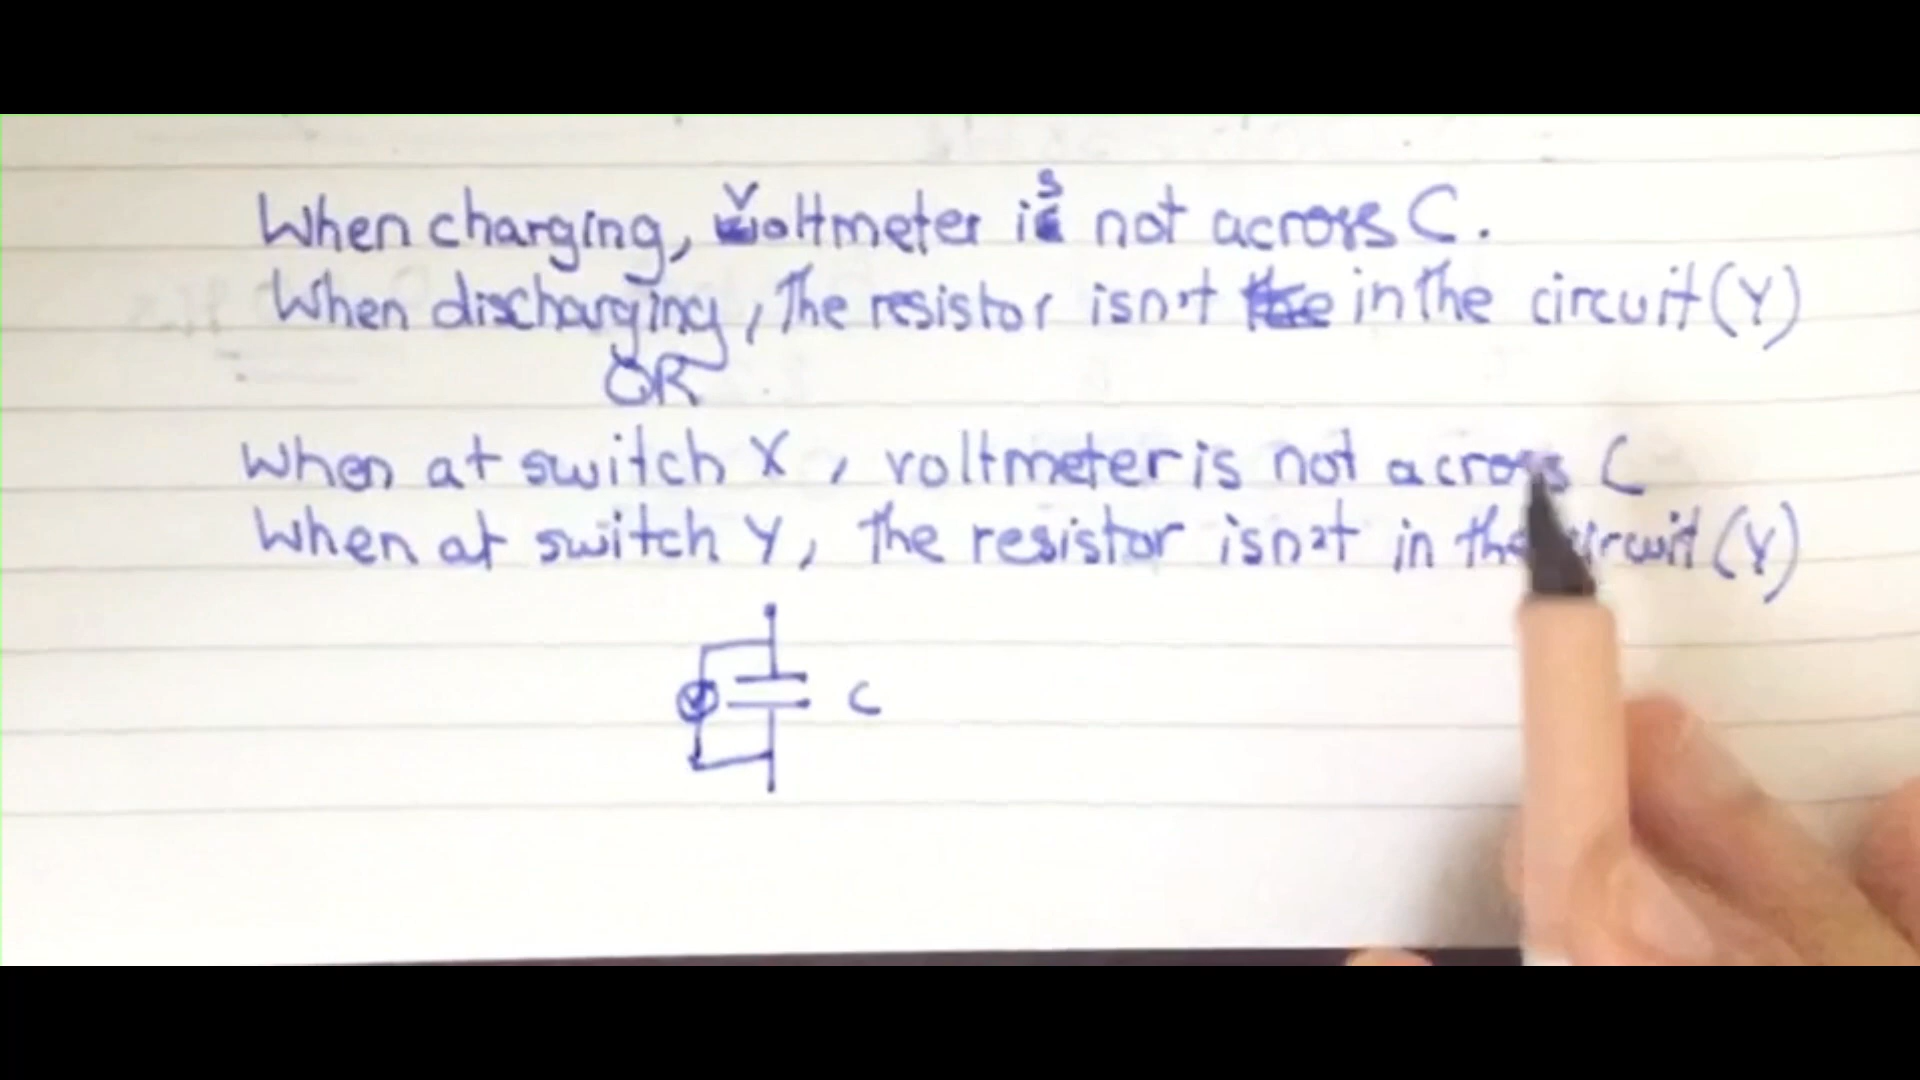 When charging, voltmeter is not across C.
When discharging, the resistor isn't in the circuit (Y)
OR
When at switch X, voltmeter is not across C
When at switch Y, the resistor isn't in the circuit (Y)
V C